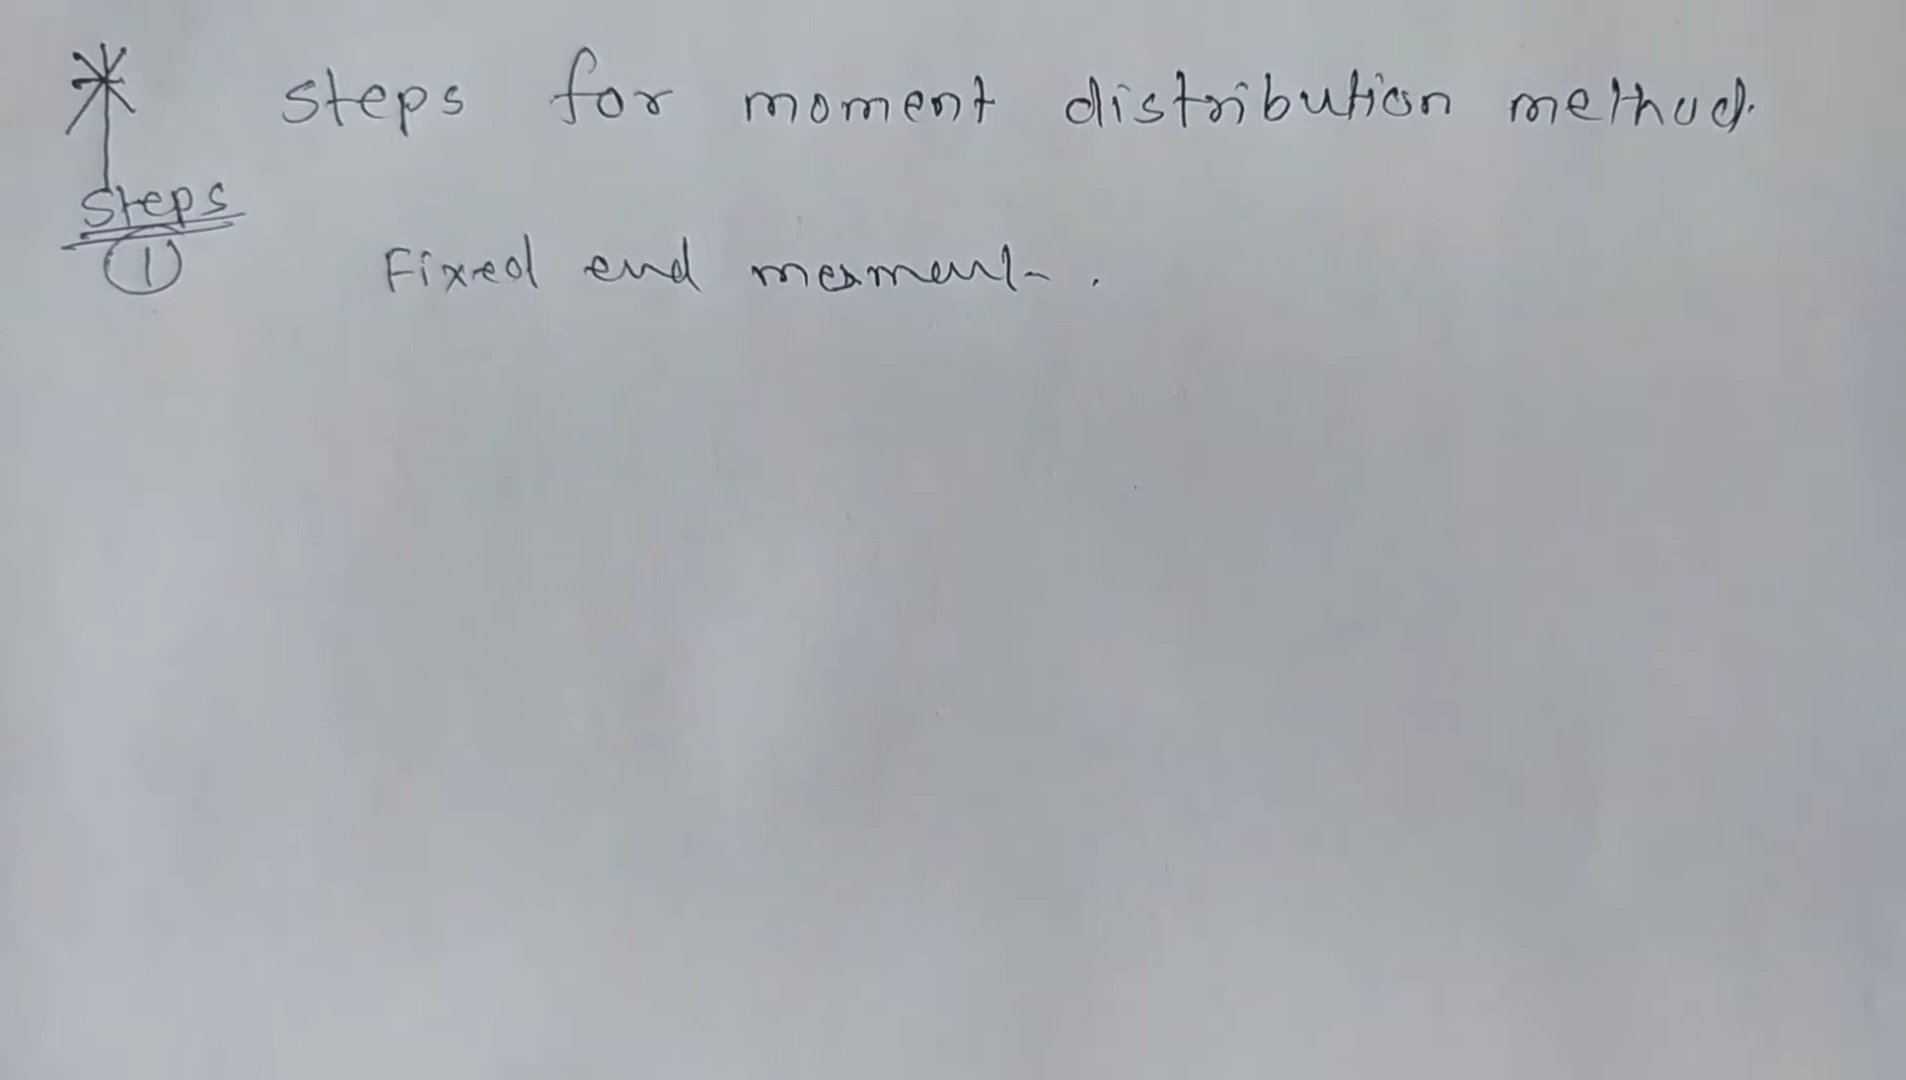 * steps for moment distribution method.
Steps
① Fixed end moment.